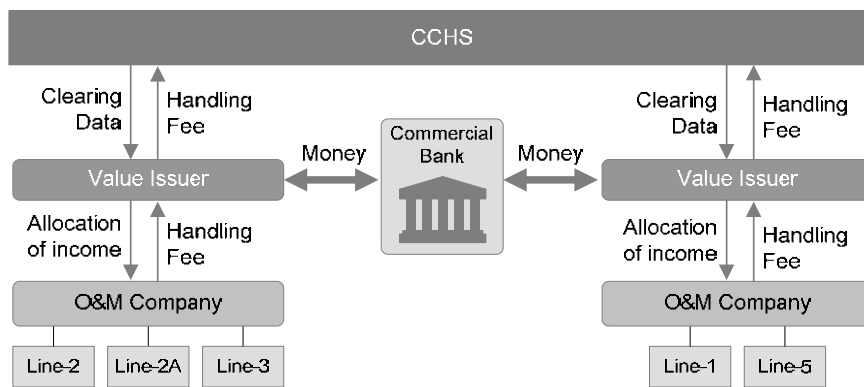 CCHS
Clearing
Data
Handling
Fee
Commercial
Bank
Clearing
Data
Handling
Fee
Money
Money
Value Issuer
Value Issuer
Allocation
of income
Handling
Fee
Allocation
of income
Handling
Fee
O&M Company
O&M Company
Line-2
Line-2A
Line-3
Line-1
Line-5